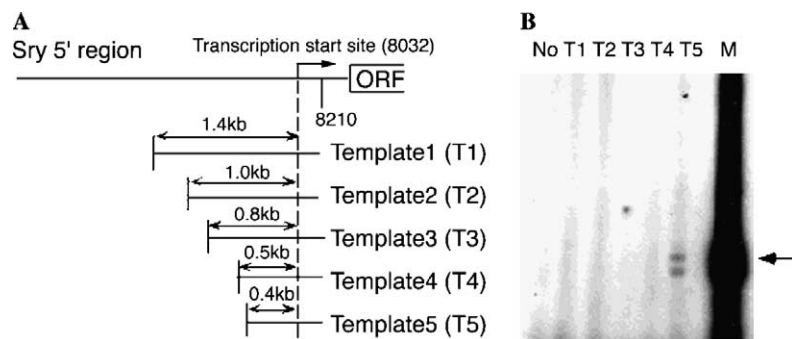 A
Sry 5' region
Transcription start site (8032)
ORF
8210
1.4kb
Template1 (T1)
1.0kb
Template2 (T2)
0.8kb
Template3 (T3)
0.5kb
Template4 (T4)
0.4kb
Template5 (T5)
B
No T1 T2 T3 T4 T5 M